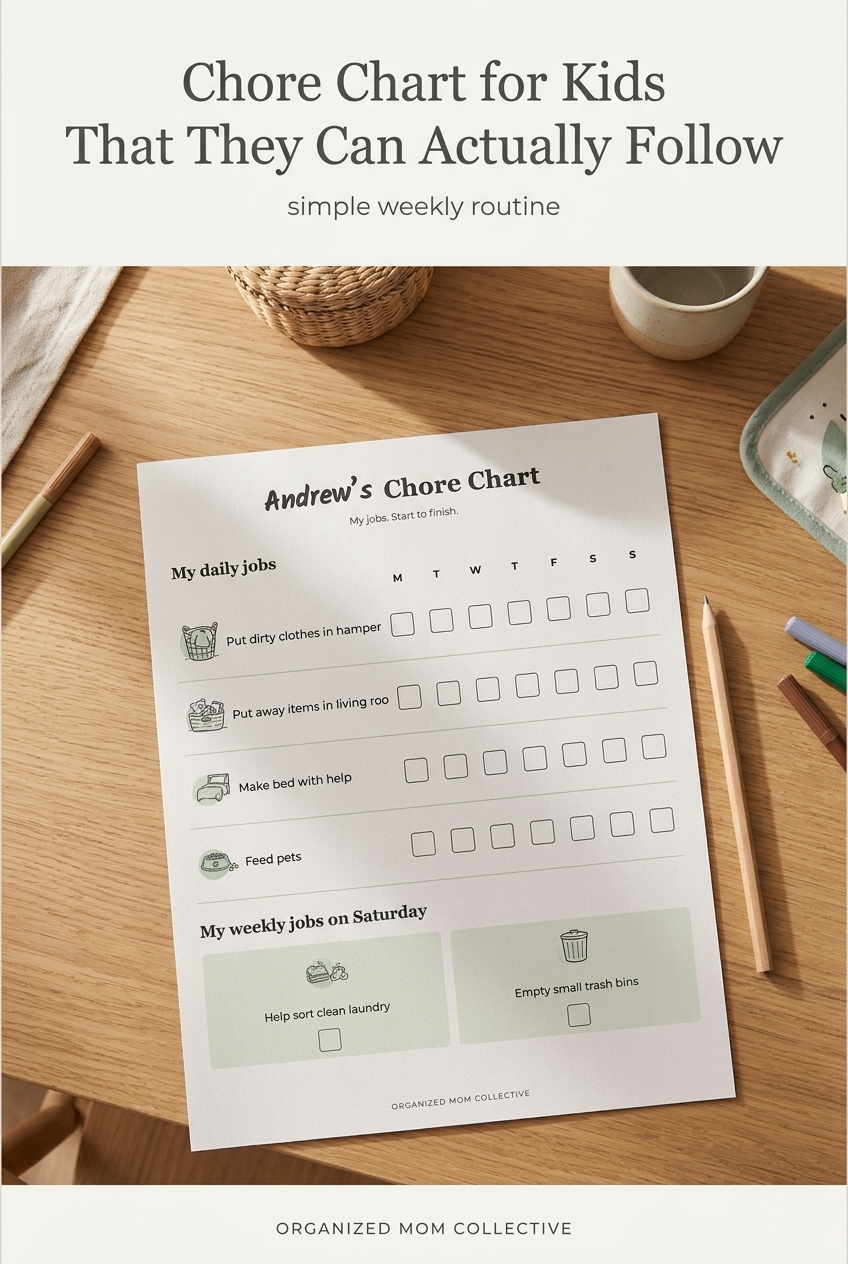 Chore Chart for Kids
That They Can Actually Follow
simple weekly routine
Andrew's Chore Chart
My jobs. Start to finish.
My daily jobs
M T W T F S S
Put dirty clothes in hamper
Put away items in living roo
Make bed with help
Feed pets
My weekly jobs on Saturday
Help sort clean laundry
Empty small trash bins
ORGANIZED MOM COLLECTIVE
ORGANIZED MOM COLLECTIVE